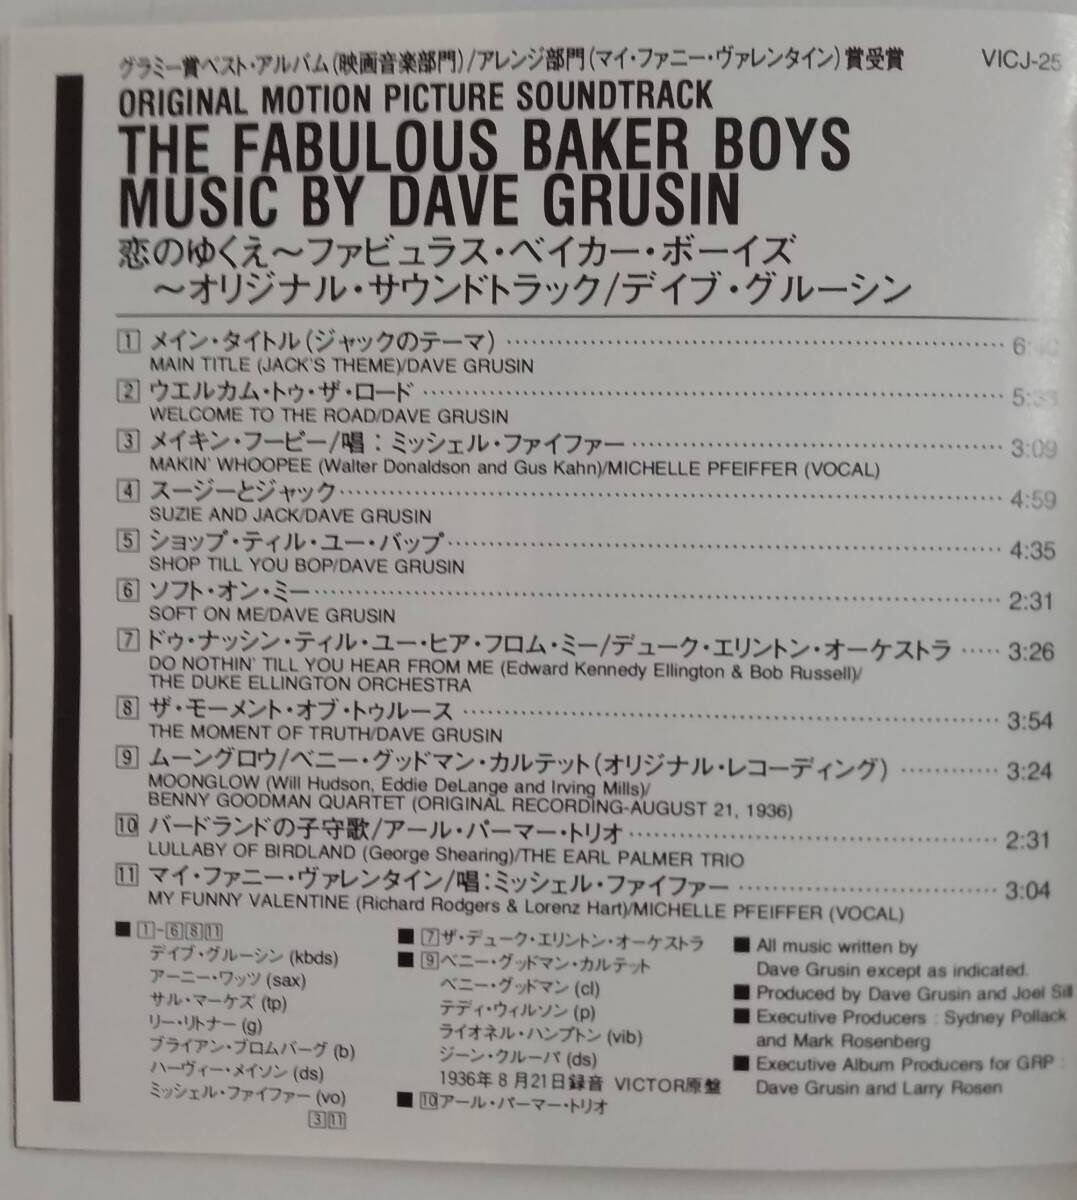 グラミー賞ベスト・アルバム(映画音楽部門)/アレンジ部門(マイ・ファニー・ヴァレンタイン)賞受賞 VICJ-25
ORIGINAL MOTION PICTURE SOUNDTRACK
THE FABULOUS BAKER BOYS
MUSIC BY DAVE GRUSIN
恋のゆくえ～ファビュラス・ベイカー・ボーイズ
～オリジナル・サウンドトラック/デイブ・グルーシン
1 メイン・タイトル(ジャックのテーマ)
MAIN TITLE (JACK'S THEME)/DAVE GRUSIN
2 ウエルカム・トゥ・ザ・ロード
WELCOME TO THE ROAD/DAVE GRUSIN
3 メイキン・フーピー/唄：ミッシェル・ファイファー 3:09
MAKIN' WHOOPEE (Walter Donaldson and Gus Kahn)/MICHELLE PFEIFFER (VOCAL)
4 スージーとジャック 4:59
SUZIE AND JACK/DAVE GRUSIN
5 ショップ・ティル・ユー・バップ 4:35
SHOP TILL YOU BOP/DAVE GRUSIN
6 ソフト・オン・ミー 2:31
SOFT ON ME/DAVE GRUSIN
7 ドゥ・ナッシン・ティル・ユー・ヒア・フロム・ミー/デューク・エリントン・オーケストラ 3:26
DO NOTHIN' TILL YOU HEAR FROM ME (Edward Kennedy Ellington & Bob Russell)/
THE DUKE ELLINGTON ORCHESTRA
8 ザ・モーメント・オブ・トゥルース 3:54
THE MOMENT OF TRUTH/DAVE GRUSIN
9 ムーングロウ/ベニー・グッドマン・カルテット(オリジナル・レコーディング) 3:24
MOONGLOW (Will Hudson, Eddie DeLange and Irving Mills)/
BENNY GOODMAN QUARTET (ORIGINAL RECORDING-AUGUST 21, 1936)
10 バードランドの子守歌/アール・パーマー・トリオ 2:31
LULLABY OF BIRDLAND (George Shearing)/THE EARL PALMER TRIO
11 マイ・ファニー・ヴァレンタイン/唱：ミッシェル・ファイファー 3:04
MY FUNNY VALENTINE (Richard Rodgers & Lorenz Hart)/MICHELLE PFEIFFER (VOCAL)
■ 1-6 8 11
デイブ・グルーシン (kbds)
アーニー・ワッツ (sax)
サル・マーケズ (tp)
リー・リトナー (g)
ブライアン・ブロムバーグ (b)
ハーヴィー・メイソン (ds)
ミッシェル・ファイファー (vo)
3 11
■ 7 ザ・デューク・エリントン・オーケストラ
■ 9 ベニー・グッドマン・カルテット
ベニー・グッドマン (cl)
テディ・ウィルソン (p)
ライオネル・ハンプトン (vib)
ジーン・クルーパ (ds)
1936年8月21日録音 VICTOR原盤
■ 10 アール・パーマー・トリオ
■ All music written by
Dave Grusin except as indicated.
■ Produced by Dave Grusin and Joel Sill
■ Executive Producers : Sydney Pollack
and Mark Rosenberg
■ Executive Album Producers for GRP :
Dave Grusin and Larry Rosen